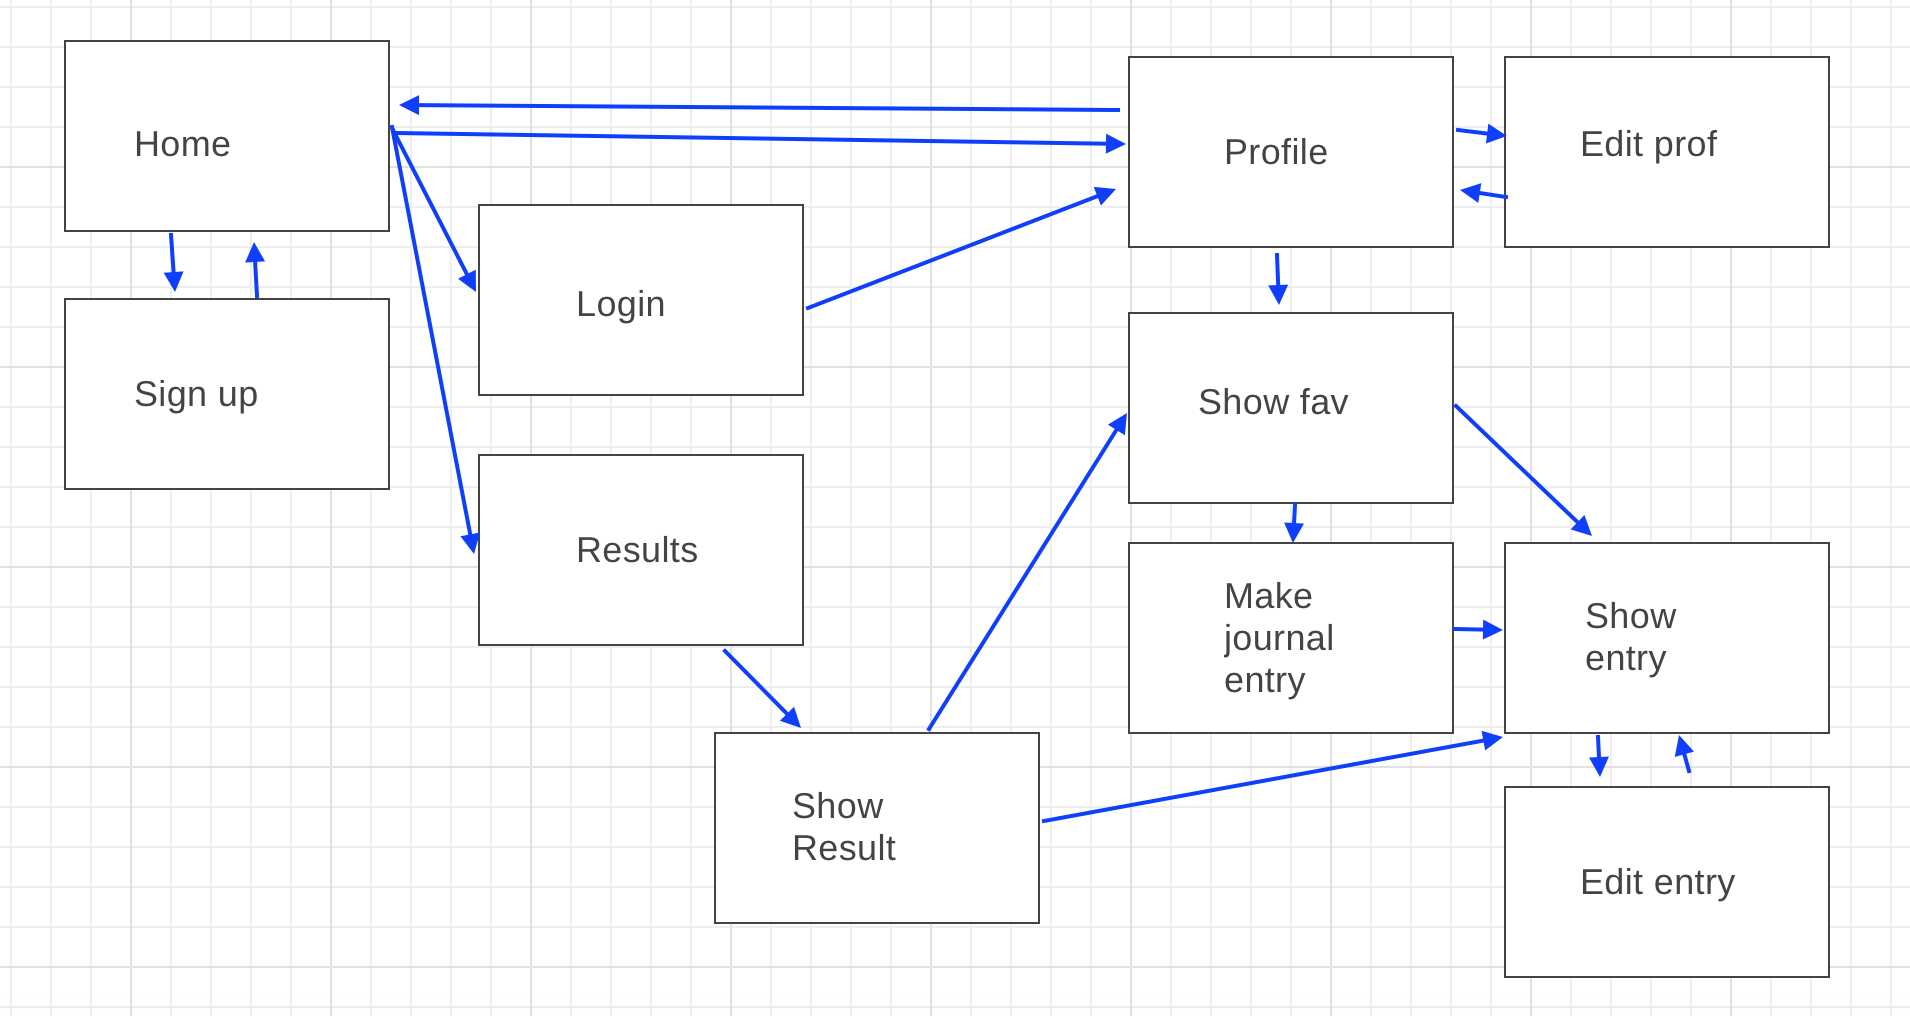 Home
Profile
Edit prof
Login
Sign up
Show fav
Results
Make
journal
entry
Show
entry
Show
Result
Edit entry